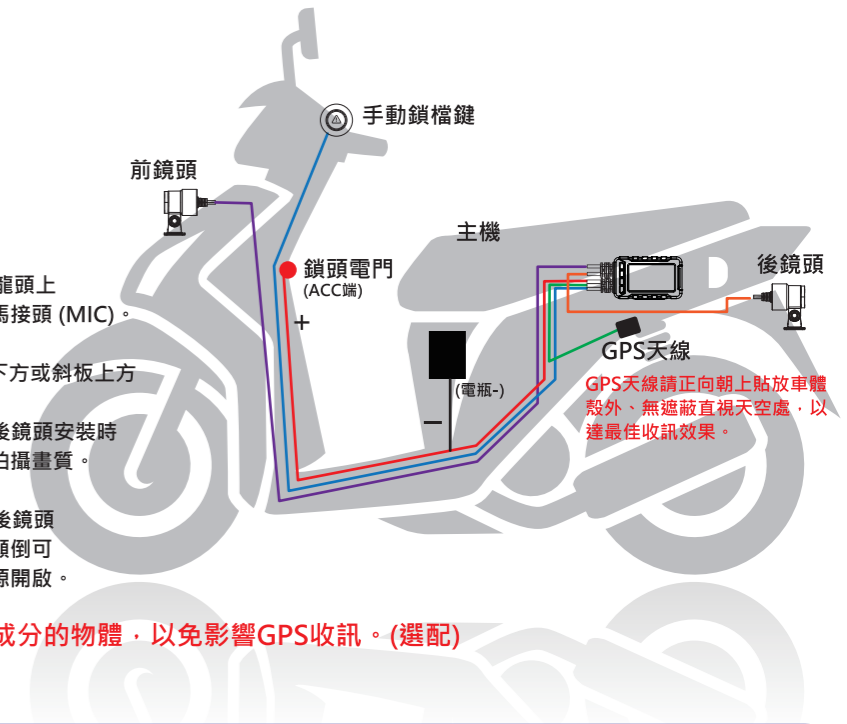 手動鎖檔鍵
前鏡頭
主機
後鏡頭
龍頭上
馬接頭 (MIC)。
鎖頭電門
(ACC端)
+
下方或斜板上方
GPS天線
(電瓶-)
GPS天線請正向朝上貼放車體
殼外、無遮蔽直視天空處，以
達最佳收訊效果。
後鏡頭安裝時
拍攝畫質。
−
後鏡頭
顛倒可
源開啟。
成分的物體，以免影響GPS收訊。(選配)